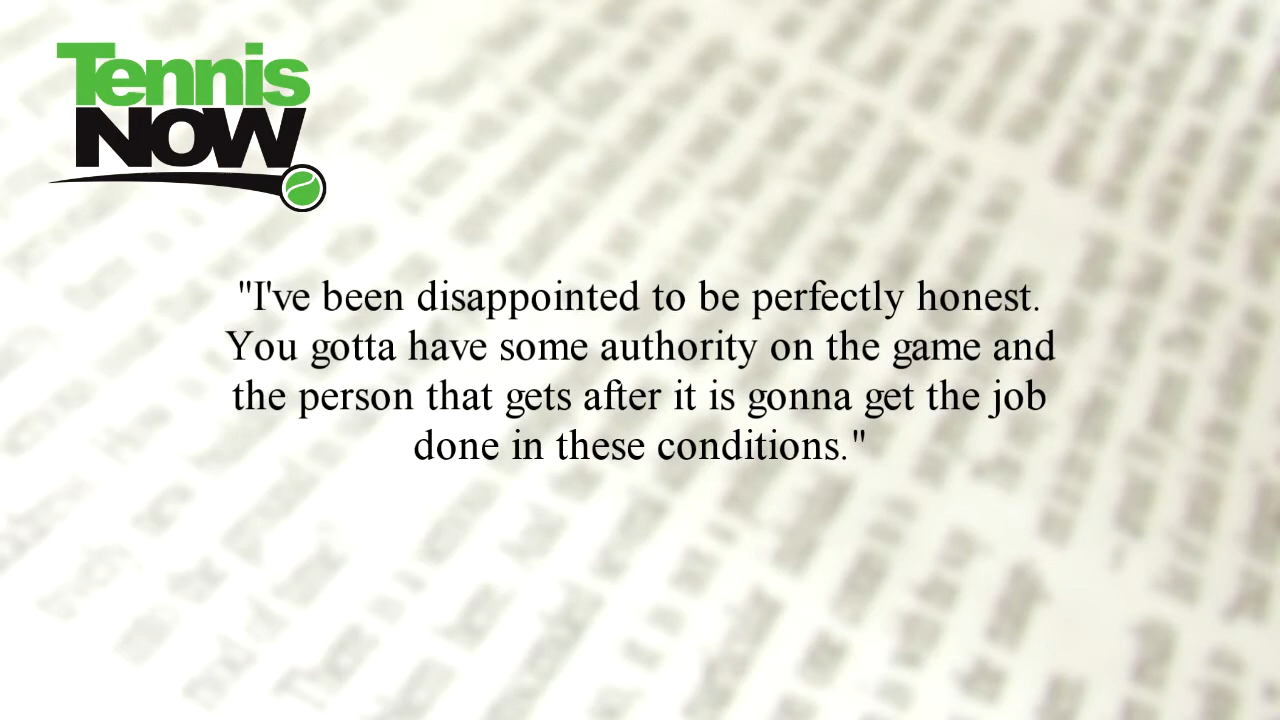 Tennis
NOW
"I've been disappointed to be perfectly honest.
You gotta have some authority on the game and
the person that gets after it is gonna get the job
done in these conditions."